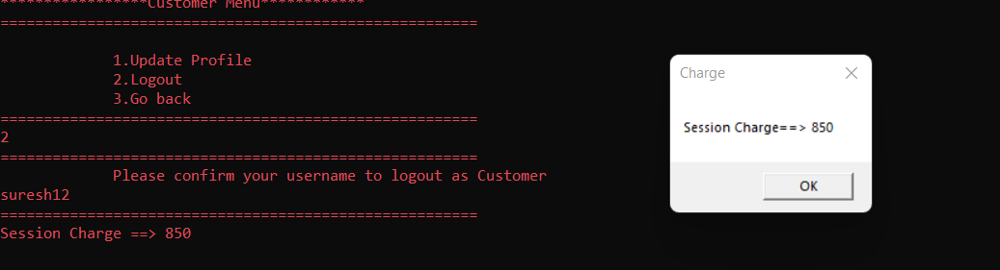 *****************Customer Menu************
=======================================================
1.Update Profile
2.Logout
3.Go back
=======================================================
2
=======================================================
Please confirm your username to logout as Customer
suresh12
=======================================================
Session Charge ==> 850
Charge
Session Charge==> 850
OK